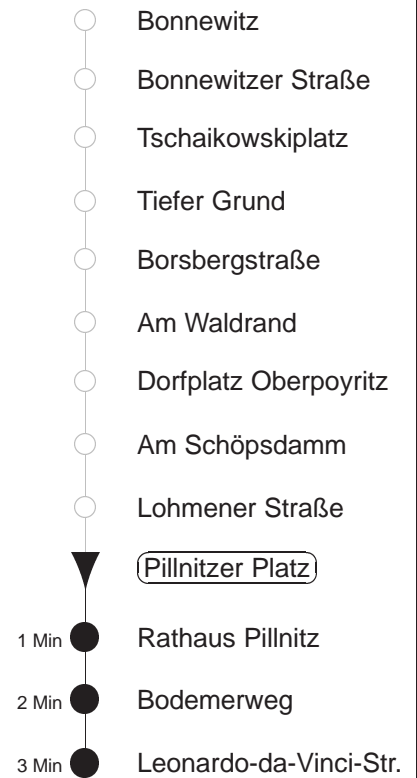 Bonnewitz
Bonnewitzer Straße
Tschaikowskiplatz
Tiefer Grund
Borsbergstraße
Am Waldrand
Dorfplatz Oberpoyritz
Am Schöpsdamm
Lohmener Straße
Pillnitzer Platz
1 Min Rathaus Pillnitz
2 Min Bodemerweg
3 Min Leonardo-da-Vinci-Str.